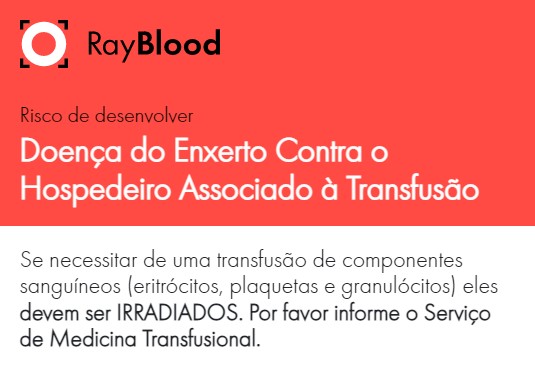 RayBlood
Risco de desenvolver
Doença do Enxerto Contra o
Hospedeiro Associado à Transfusão
Se necessitar de uma transfusão de componentes
sanguíneos (eritrócitos, plaquetas e granulócitos) eles
devem ser IRRADIADOS. Por favor informe o Serviço
de Medicina Transfusional.